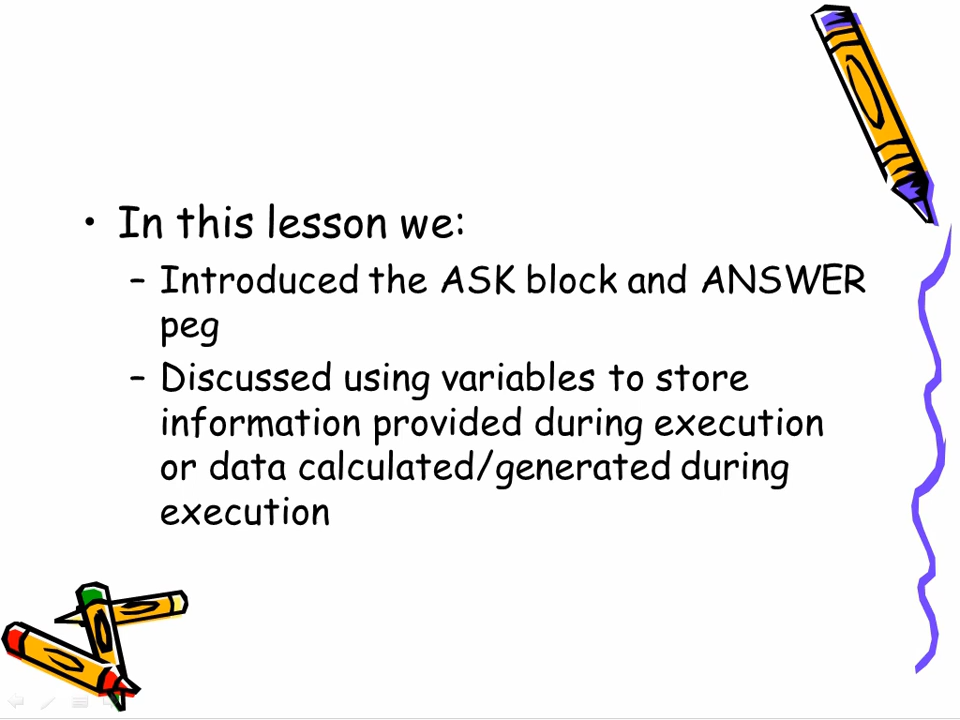 • In this lesson we:
– Introduced the ASK block and ANSWER
peg
– Discussed using variables to store
information provided during execution
or data calculated/generated during
execution